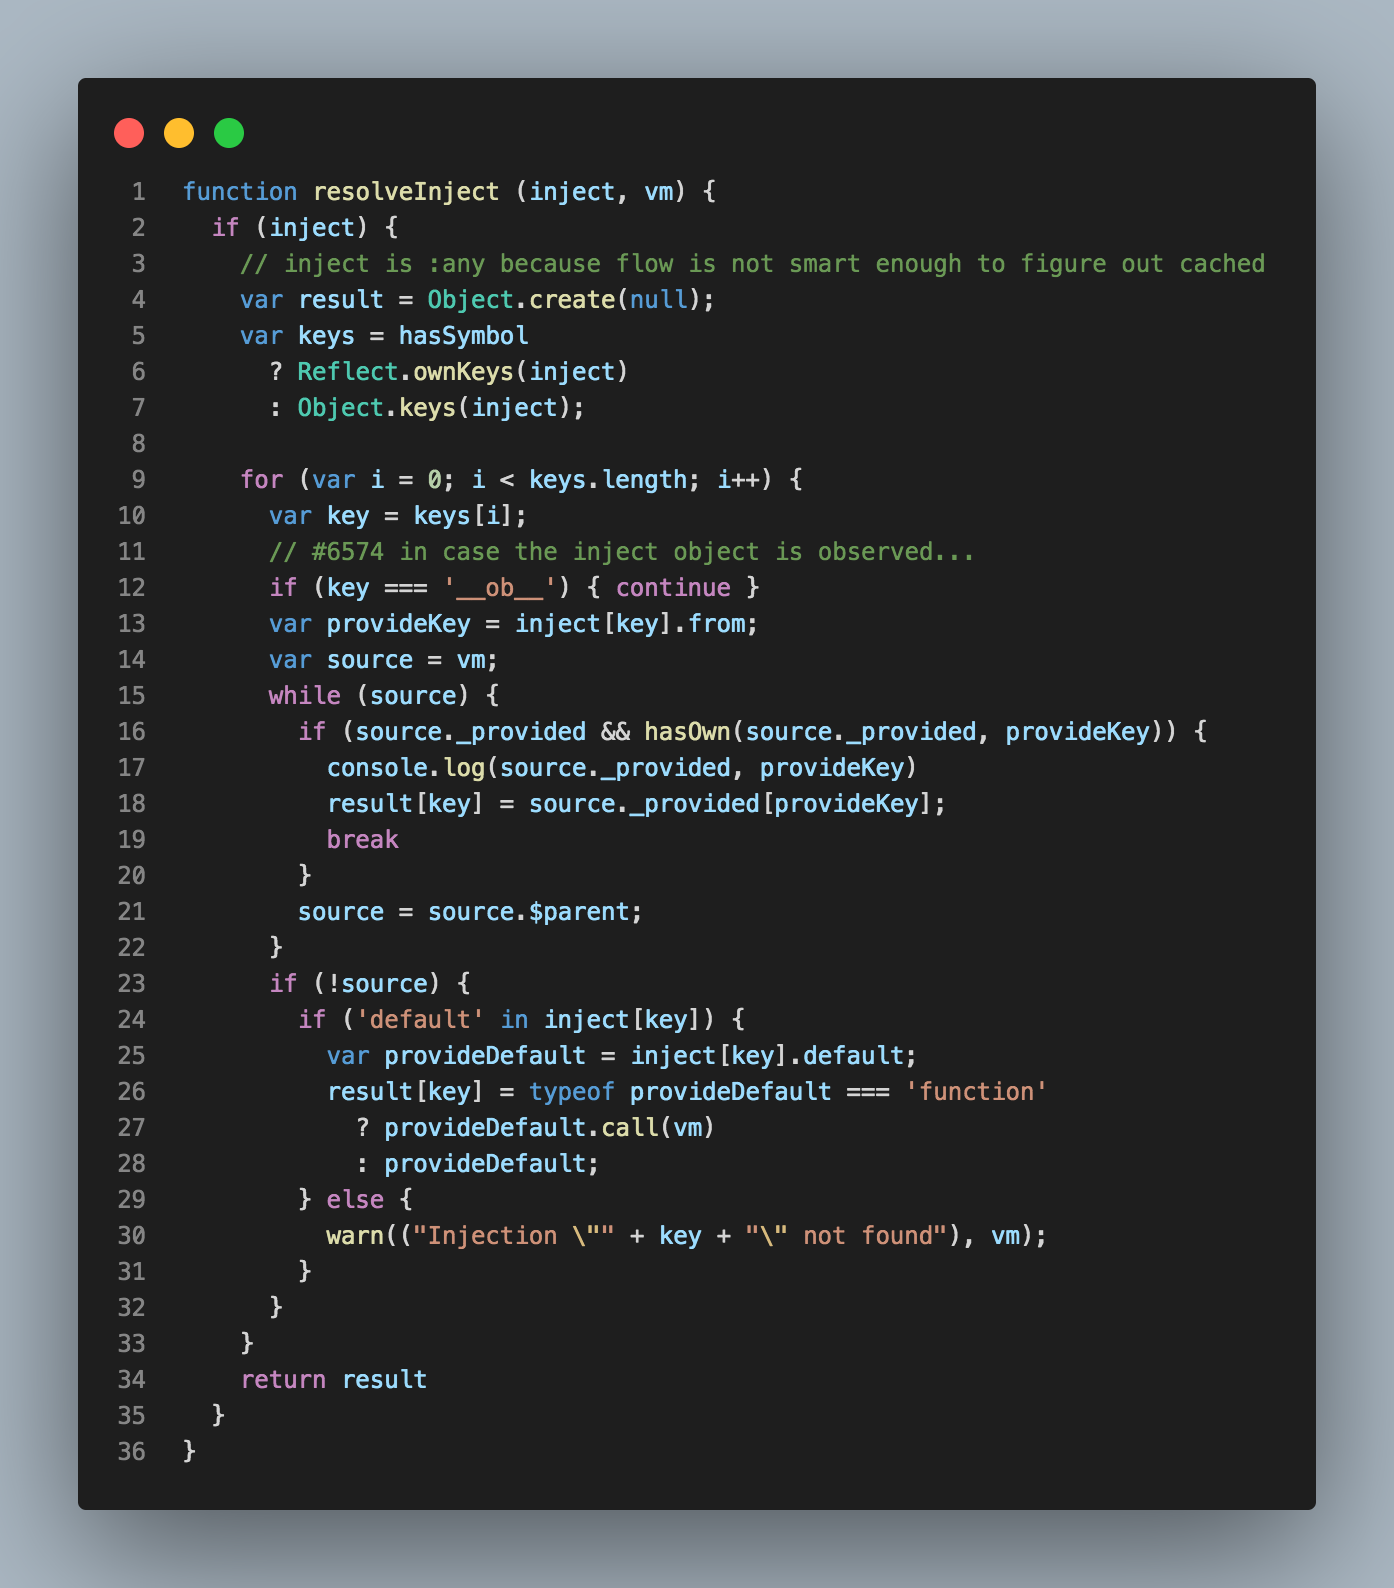 1 function resolveInject (inject, vm) {
2   if (inject) {
3     // inject is :any because flow is not smart enough to figure out cached
4     var result = Object.create(null);
5     var keys = hasSymbol
6       ? Reflect.ownKeys(inject)
7       : Object.keys(inject);
8
9     for (var i = 0; i < keys.length; i++) {
10       var key = keys[i];
11       // #6574 in case the inject object is observed...
12       if (key === '__ob__') { continue }
13       var provideKey = inject[key].from;
14       var source = vm;
15       while (source) {
16         if (source._provided && hasOwn(source._provided, provideKey)) {
17           console.log(source._provided, provideKey)
18           result[key] = source._provided[provideKey];
19           break
20         }
21         source = source.$parent;
22       }
23       if (!source) {
24         if ('default' in inject[key]) {
25           var provideDefault = inject[key].default;
26           result[key] = typeof provideDefault === 'function'
27             ? provideDefault.call(vm)
28             : provideDefault;
29         } else {
30           warn(("Injection \"" + key + "\" not found"), vm);
31         }
32       }
33     }
34     return result
35   }
36 }